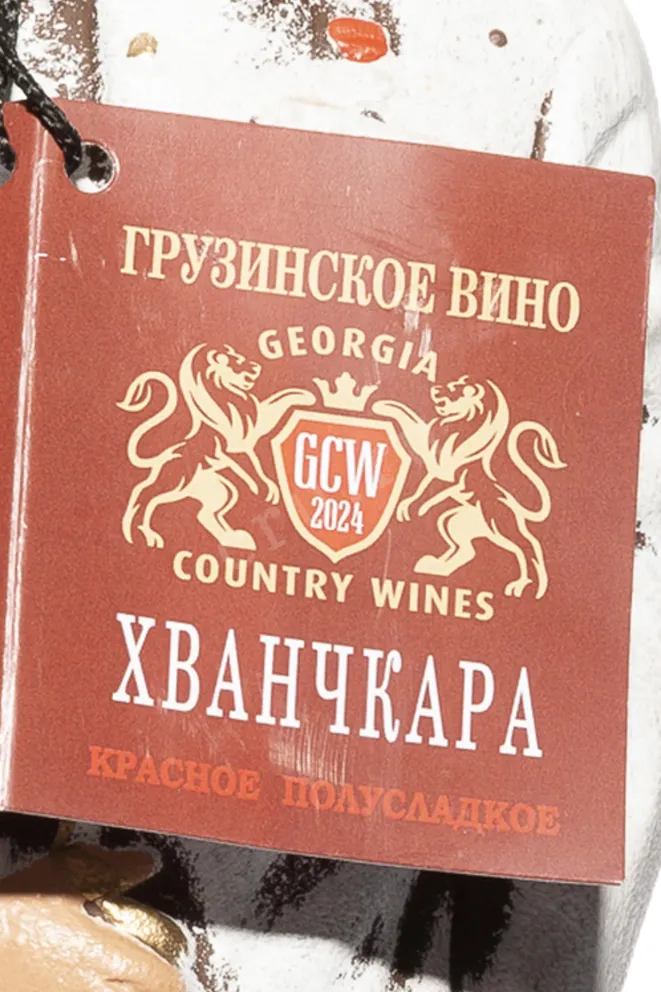 ГРУЗИНСКОЕ ВИНО
GEORGIA
GCW
2024
COUNTRY WINES
ХВАНЧКАРА
КРАСНОЕ ПОЛУСЛАДКОЕ